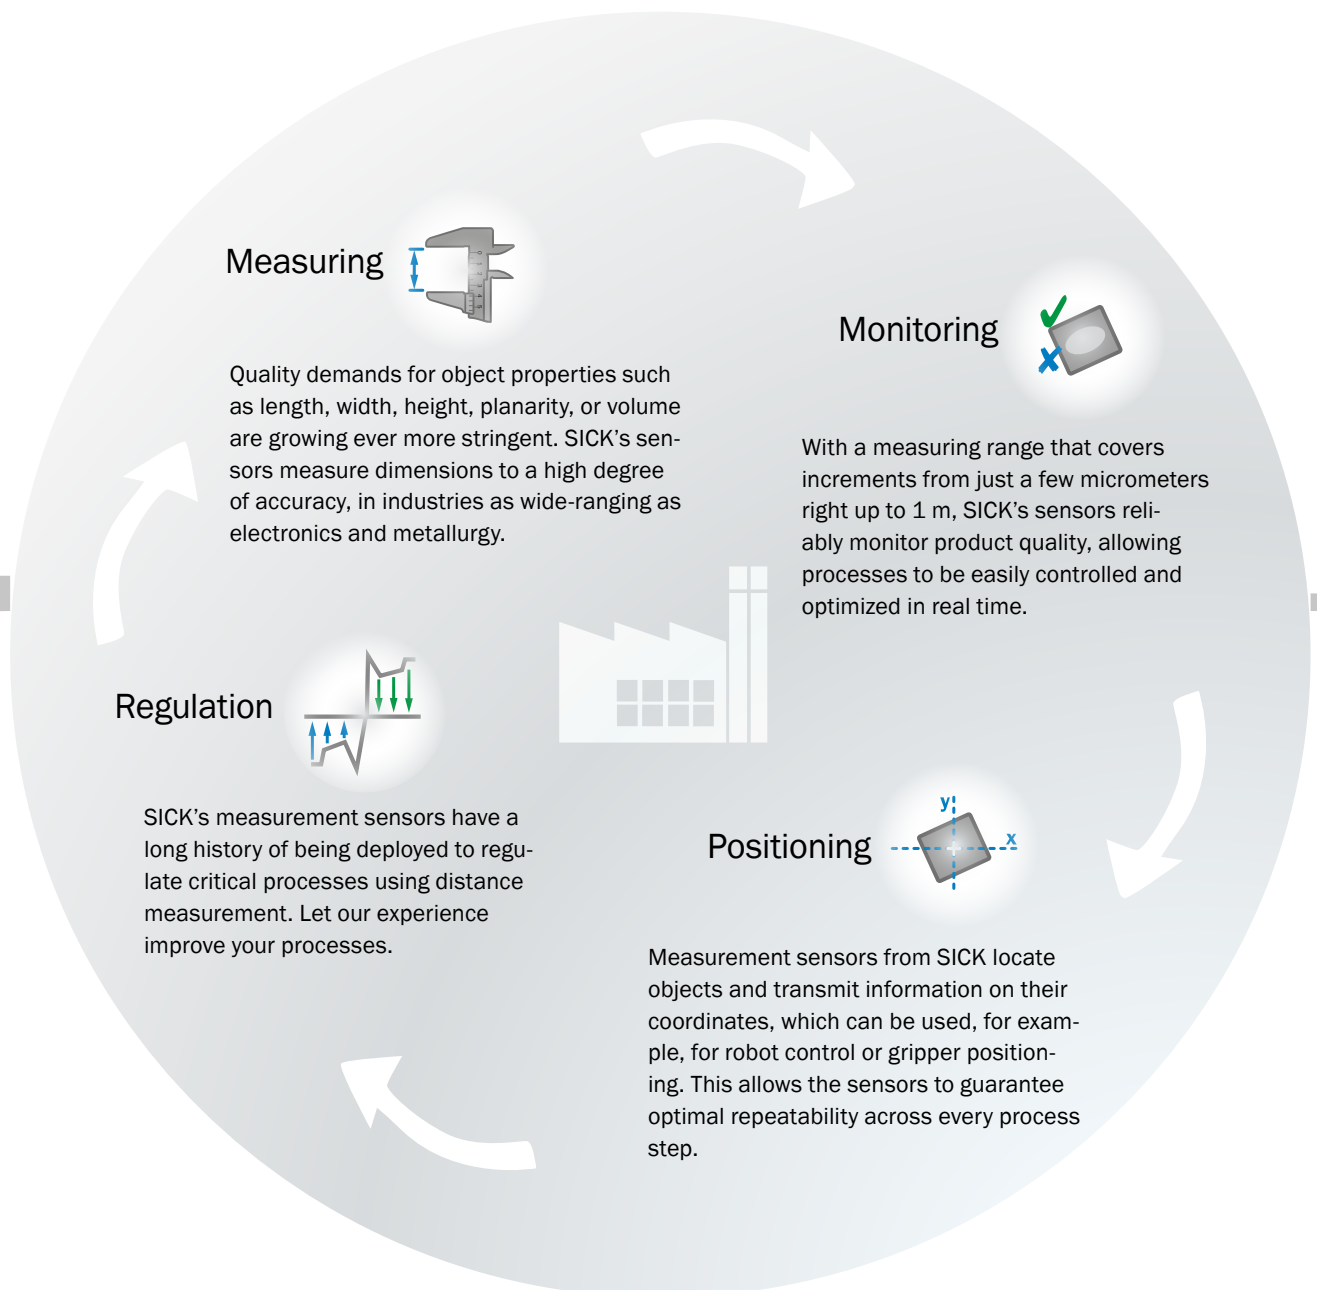 Measuring
Quality demands for object properties such
as length, width, height, planarity, or volume
are growing ever more stringent. SICK's sen-
sors measure dimensions to a high degree
of accuracy, in industries as wide-ranging as
electronics and metallurgy.
Monitoring
With a measuring range that covers
increments from just a few micrometers
right up to 1 m, SICK's sensors reli-
ably monitor product quality, allowing
processes to be easily controlled and
optimized in real time.
Regulation
SICK's measurement sensors have a
long history of being deployed to regu-
late critical processes using distance
measurement. Let our experience
improve your processes.
Positioning
y
x
Measurement sensors from SICK locate
objects and transmit information on their
coordinates, which can be used, for exam-
ple, for robot control or gripper position-
ing. This allows the sensors to guarantee
optimal repeatability across every process
step.